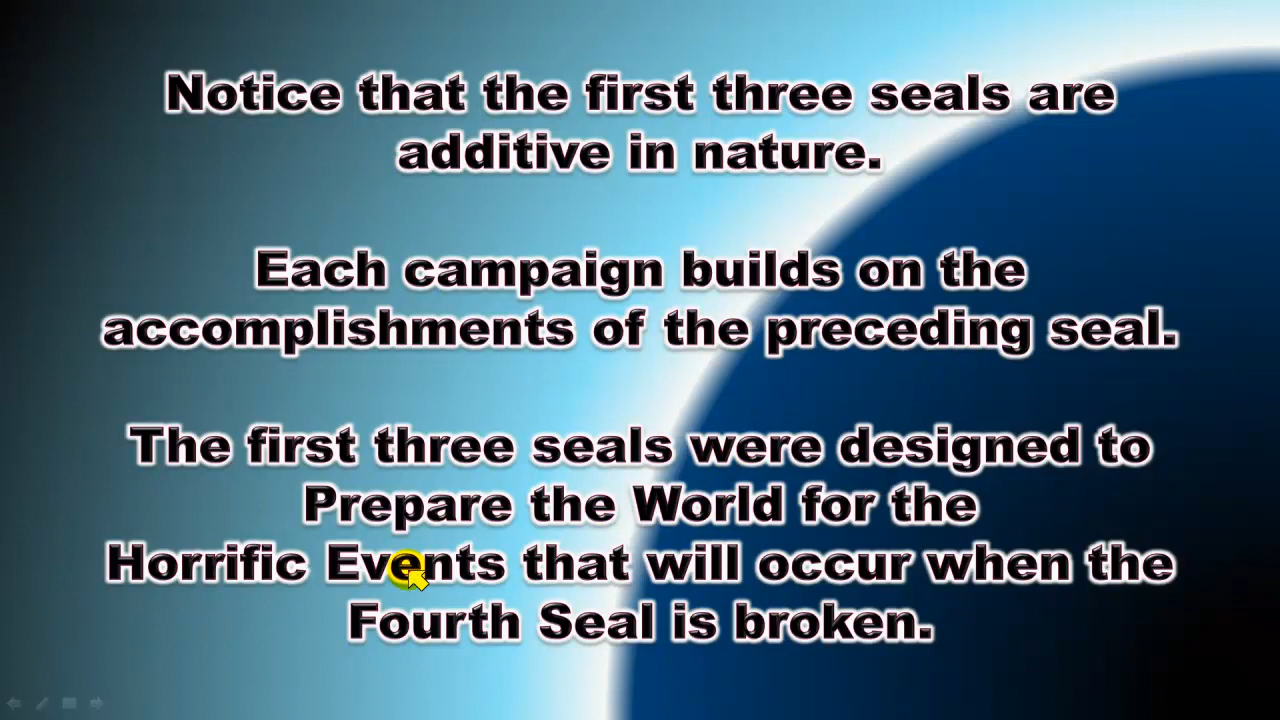 Notice that the first three seals are
additive in nature.
Each campaign builds on the
accomplishments of the preceding seal.
The first three seals were designed to
Prepare the World for the
Horrific Events that will occur when the
Fourth Seal is broken.